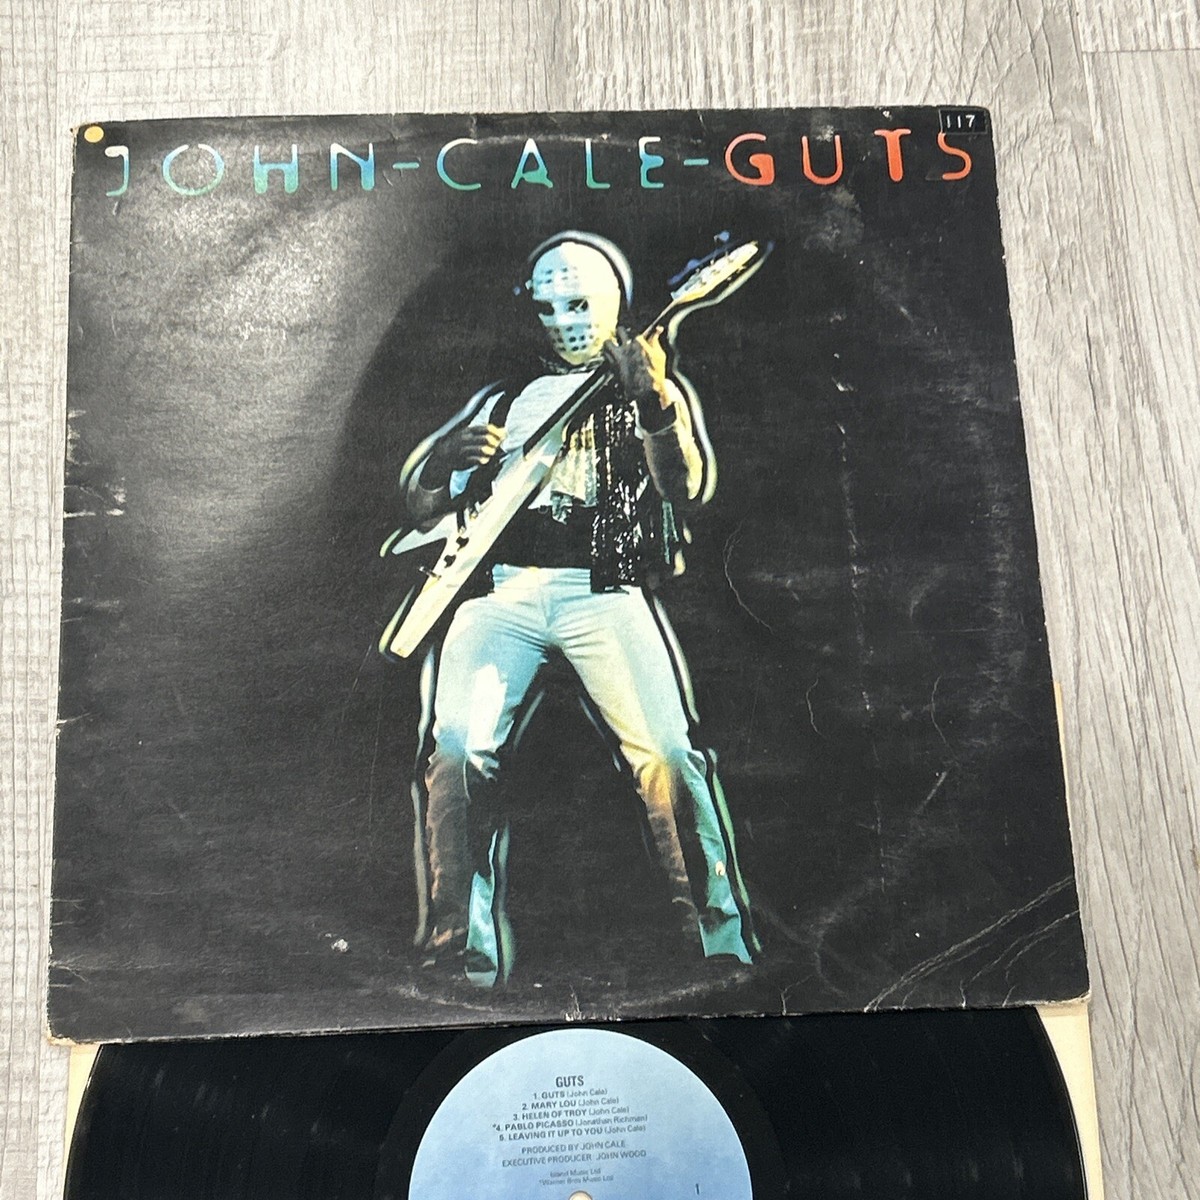 117
JOHN-CALE-GUTS
GUTS
1. GUTS (John Cale)
2. MARY LOU (John Cale)
3. HELEN OF TROY (John Cale)
*4. PABLO PICASSO (Jonathan Richman)
5. LEAVING IT UP TO YOU (John Cale)
PRODUCED BY JOHN CALE
EXECUTIVE PRODUCER JOHN WOOD
Island Music Ltd
*Warner Bros Music Ltd
1